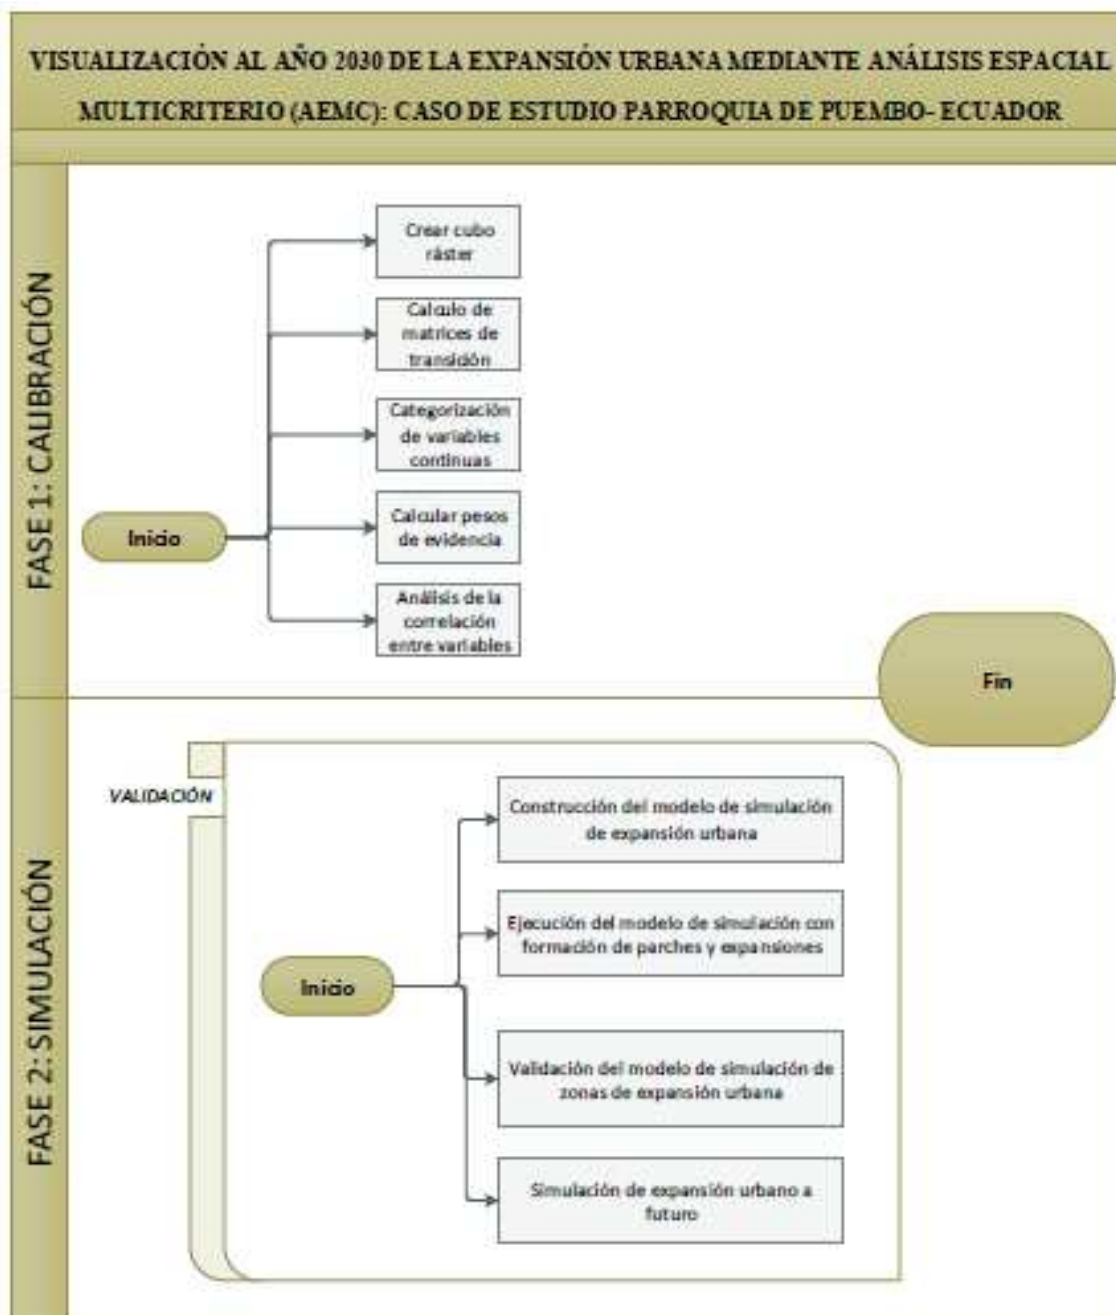 VISUALIZACIÓN AL AÑO 2030 DE LA EXPANSIÓN URBANA MEDIANTE ANÁLISIS ESPACIAL
MULTICRITERIO (AEMC): CASO DE ESTUDIO PARROQUIA DE PUEMBO- ECUADOR
FASE 1: CALIBRACIÓN
Inicio
Crear cubo
ráster
Calculo de
matrices de
transición
Categorización
de variables
continuas
Calcular pesos
de evidencia
Análisis de la
correlación
entre variables
Fin
FASE 2: SIMULACIÓN
VALIDACIÓN
Inicio
Construcción del modelo de simulación
de expansión urbana
Ejecución del modelo de simulación con
formación de parches y expansiones
Validación del modelo de simulación de
zonas de expansión urbana
Simulación de expansión urbano a
futuro